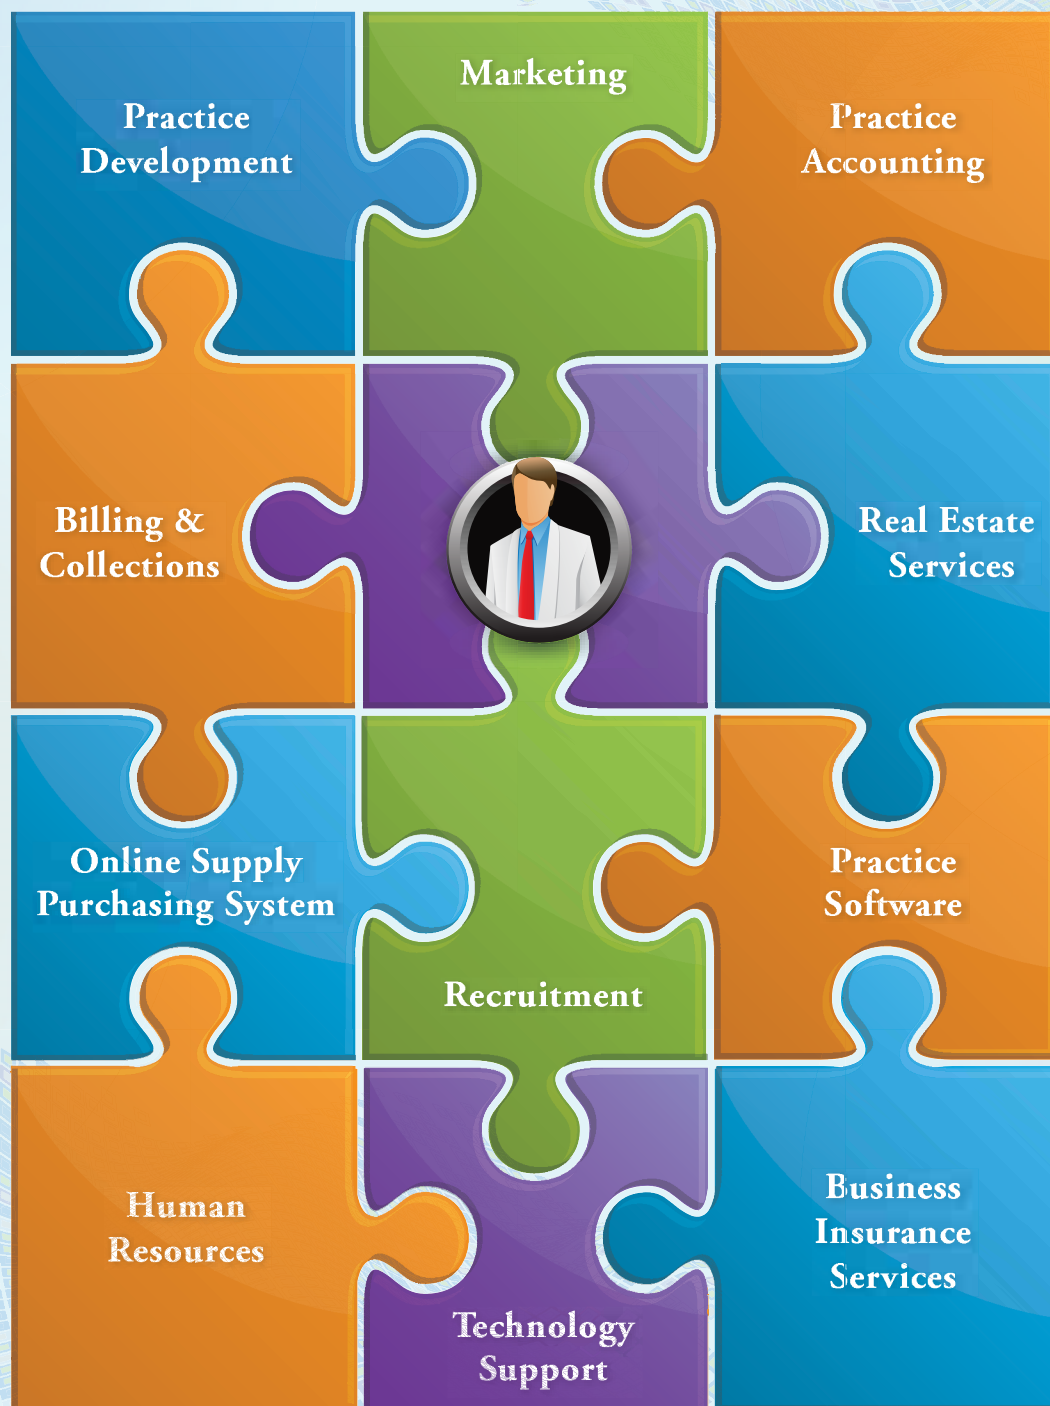 Marketing
Practice
Development
Practice
Accounting
Billing &
Collections
Real Estate
Services
Online Supply
Purchasing System
Practice
Software
Recruitment
Human
Resources
Business
Insurance
Services
Technology
Support